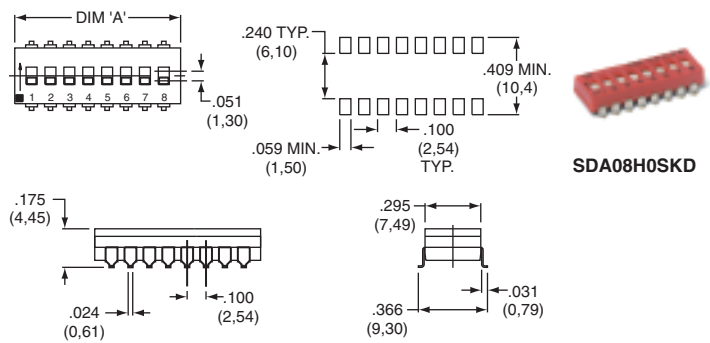 DIM 'A'
1 2 3 4 5 6 7 8
.051
(1,30)
.240 TYP.
(6,10)
.409 MIN.
(10,4)
.059 MIN.
(1,50)
.100
(2,54)
TYP.
SDA08H0SKD
.175
(4,45)
.024
(0,61)
.100
(2,54)
.295
(7,49)
.031
(0,79)
.366
(9,30)